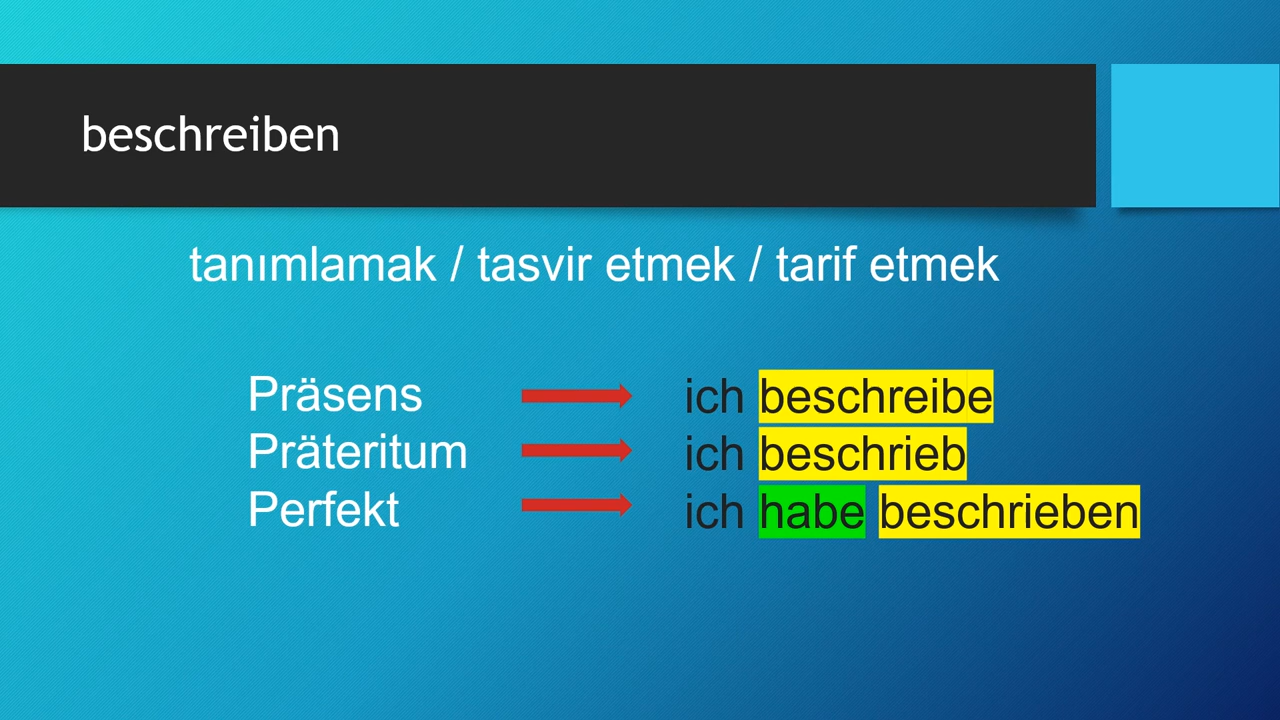 beschreiben
tanımlamak / tasvir etmek / tarif etmek
Präsens ich beschreibe
Präteritum ich beschrieb
Perfekt ich habe beschrieben